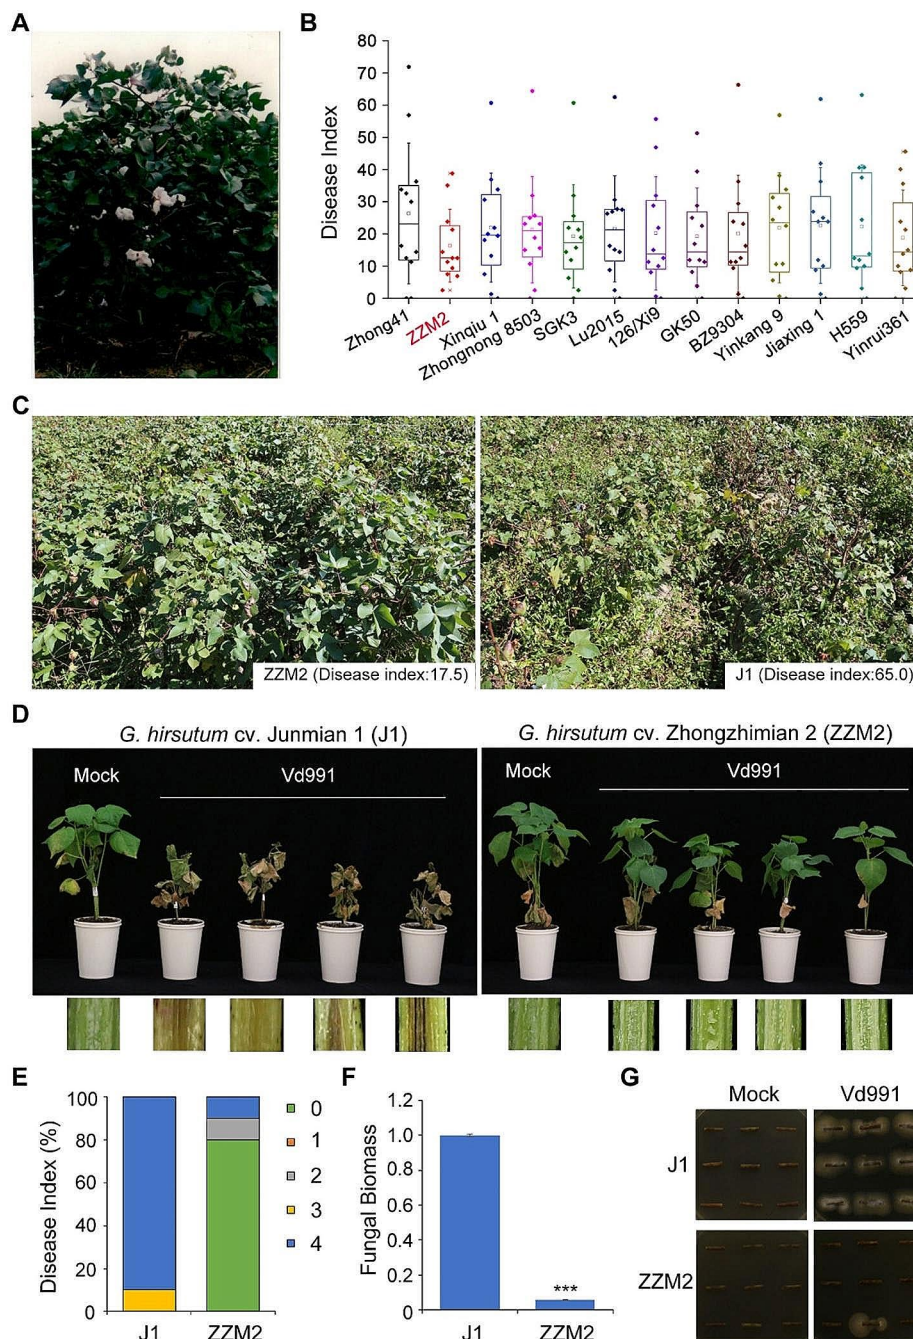 A
B
Disease Index
80
70
60
50
40
30
20
10
0
Zhong41
ZZM2
Xinqiu 1
Zhongnong 8503
SGK3
Lu2015
126/Xi9
GK50
BZ9304
Yinkang 9
Jiaxing 1
H559
Yinrui361
C
ZZM2 (Disease index:17.5)
J1 (Disease index:65.0)
D
G. hirsutum cv. Junmian 1 (J1)
G. hirsutum cv. Zhongzhimian 2 (ZZM2)
Mock
Vd991
Mock
Vd991
E
Disease Index (%)
100
80
60
40
20
0
J1
ZZM2
0
1
2
3
4
F
Fungal Biomass
1.2
1.0
0.8
0.6
0.4
0.2
0
***
J1
ZZM2
G
Mock
Vd991
J1
ZZM2